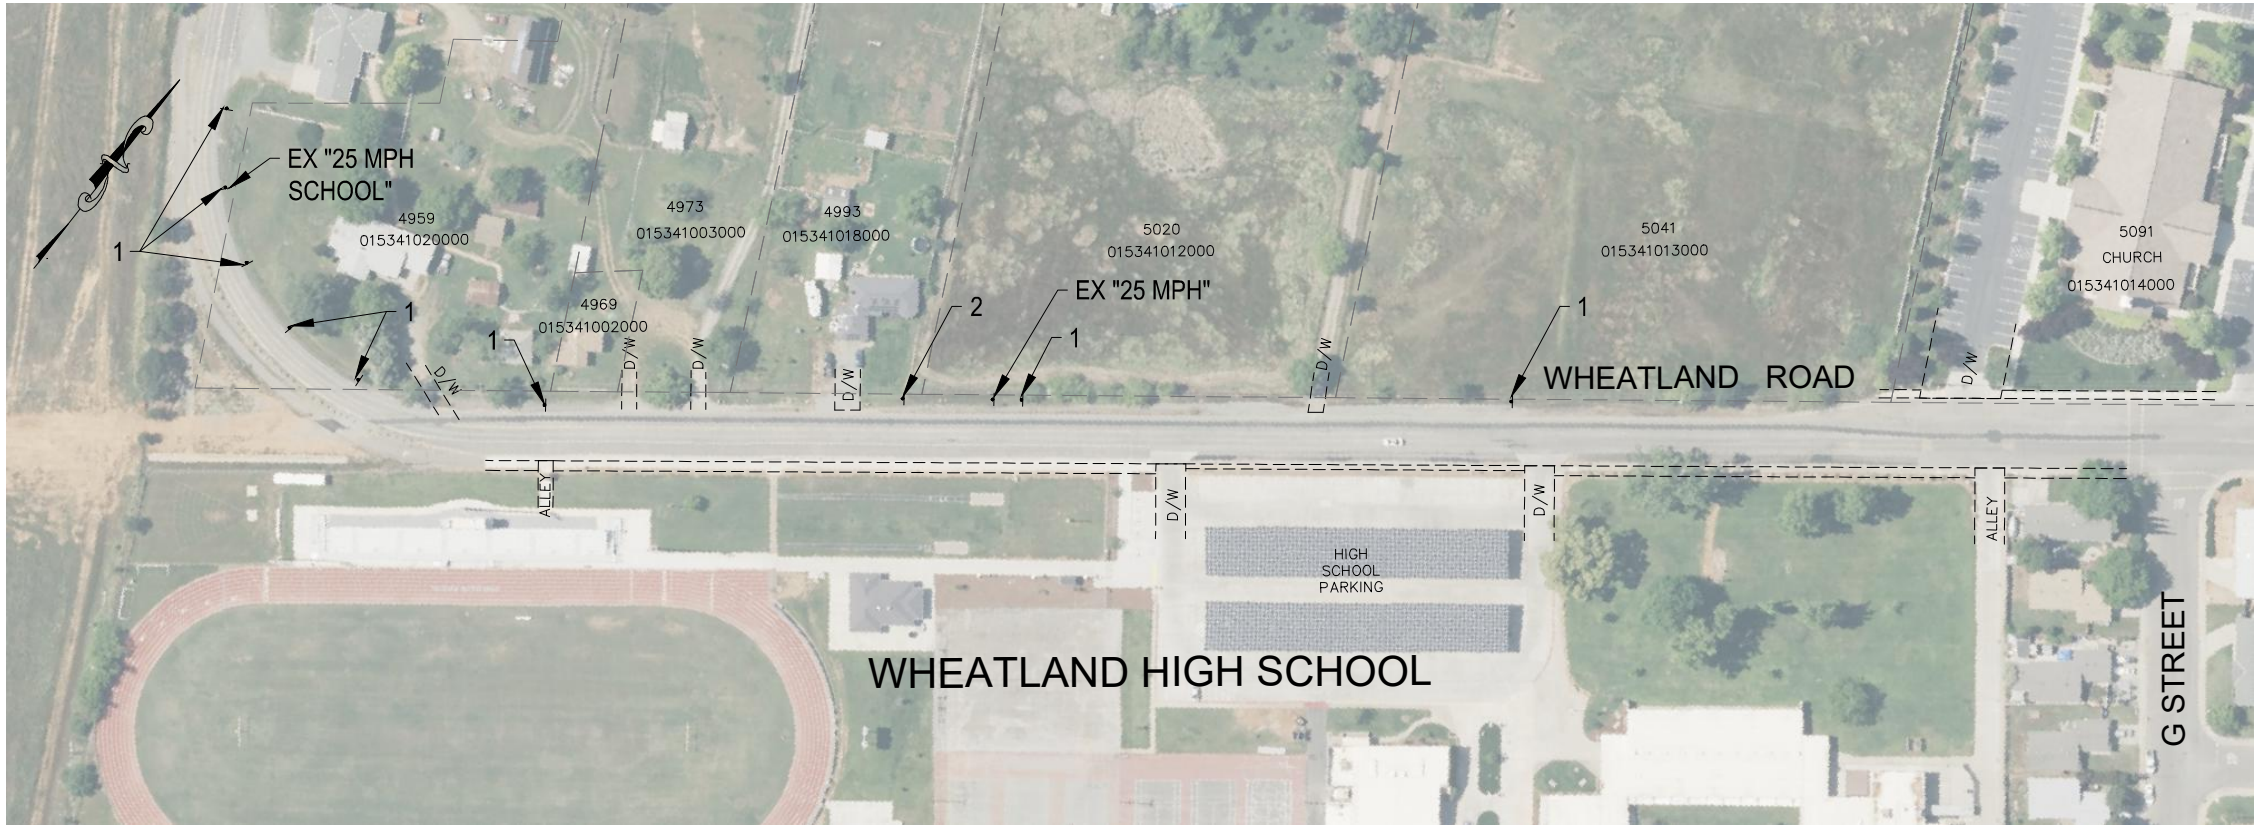 EX "25 MPH
SCHOOL"
4959
015341020000
1
1
1
4973
015341003000
4969
015341002000
4993
015341018000
2
5020
015341012000
EX "25 MPH"
1
5041
015341013000
1
5091
CHURCH
015341014000
D/W
D/W
D/W
D/W
D/W
D/W
WHEATLAND ROAD
ALLEY
D/W
D/W
ALLEY
HIGH
SCHOOL
PARKING
WHEATLAND HIGH SCHOOL
G STREET